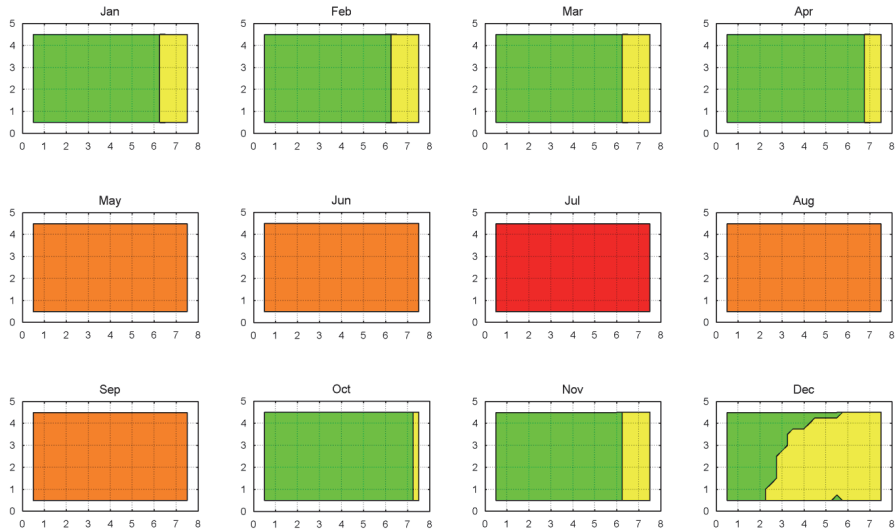 Jan Feb Mar Apr
5 5 5 5
4 4 4 4
3 3 3 3
2 2 2 2
1 1 1 1
0 0 0 0
0 1 2 3 4 5 6 7 8 0 1 2 3 4 5 6 7 8 0 1 2 3 4 5 6 7 8 0 1 2 3 4 5 6 7 8
May Jun Jul Aug
5 5 5 5
4 4 4 4
3 3 3 3
2 2 2 2
1 1 1 1
0 0 0 0
0 1 2 3 4 5 6 7 8 0 1 2 3 4 5 6 7 8 0 1 2 3 4 5 6 7 8 0 1 2 3 4 5 6 7 8
Sep Oct Nov Dec
5 5 5 5
4 4 4 4
3 3 3 3
2 2 2 2
1 1 1 1
0 0 0 0
0 1 2 3 4 5 6 7 8 0 1 2 3 4 5 6 7 8 0 1 2 3 4 5 6 7 8 0 1 2 3 4 5 6 7 8